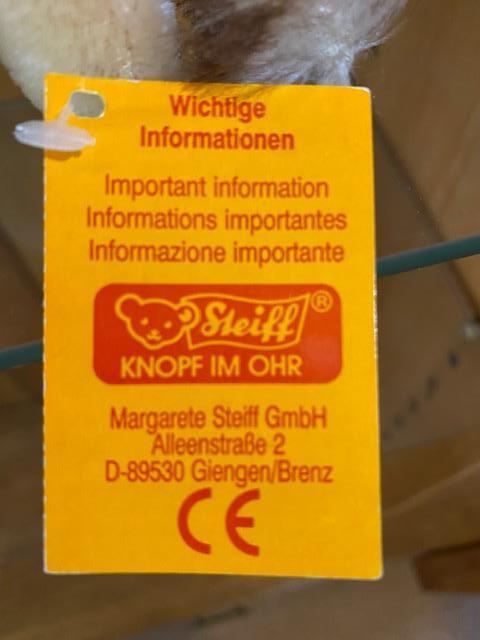 Wichtige
Informationen
Important information
Informations importantes
Informazione importante
Steiff ®
KNOPF IM OHR
Margarete Steiff GmbH
Alleenstraße 2
D-89530 Giengen/Brenz
CE